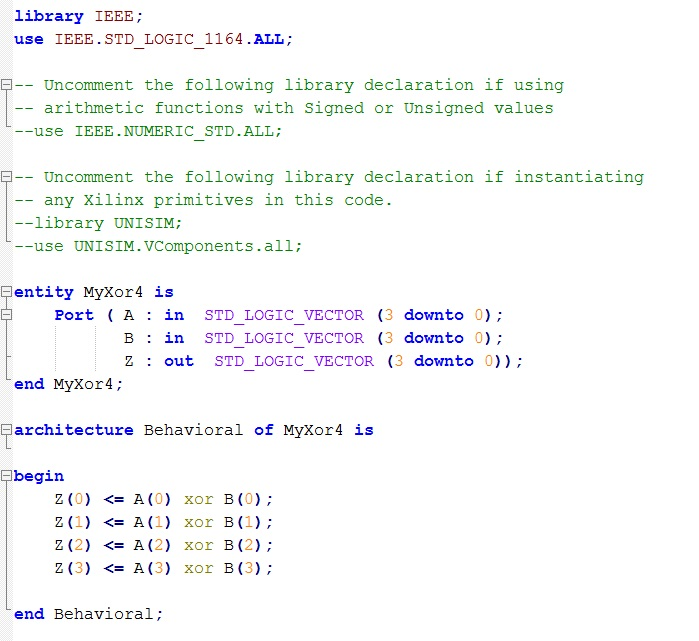 library IEEE;
use IEEE.STD_LOGIC_1164.ALL;
-- Uncomment the following library declaration if using
-- arithmetic functions with Signed or Unsigned values
--use IEEE.NUMERIC_STD.ALL;
-- Uncomment the following library declaration if instantiating
-- any Xilinx primitives in this code.
--library UNISIM;
--use UNISIM.VComponents.all;
entity MyXor4 is
Port ( A : in STD_LOGIC_VECTOR (3 downto 0);
B : in STD_LOGIC_VECTOR (3 downto 0);
Z : out STD_LOGIC_VECTOR (3 downto 0));
end MyXor4;
architecture Behavioral of MyXor4 is
begin
Z(0) <= A(0) xor B(0);
Z(1) <= A(1) xor B(1);
Z(2) <= A(2) xor B(2);
Z(3) <= A(3) xor B(3);
end Behavioral;